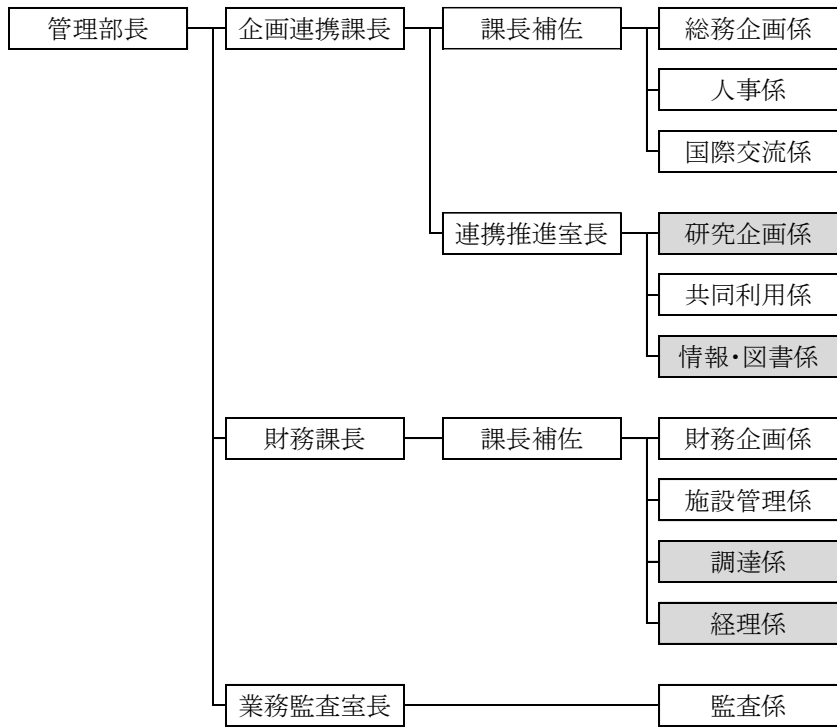 管理部長
企画連携課長
課長補佐
総務企画係
人事係
国際交流係
連携推進室長
研究企画係
共同利用係
情報・図書係
財務課長
課長補佐
財務企画係
施設管理係
調達係
経理係
業務監査室長
監査係